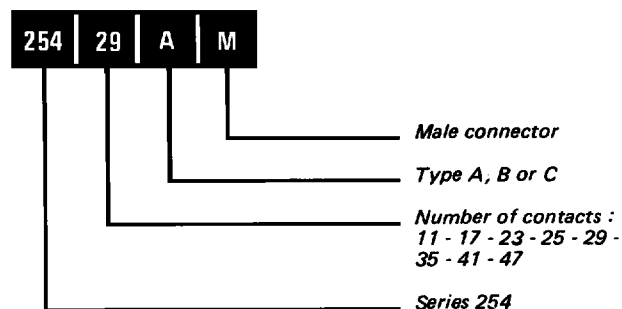 254 29 A M
Male connector
Type A, B or C
Number of contacts :
11 - 17 - 23 - 25 - 29 -
35 - 41 - 47
Series 254